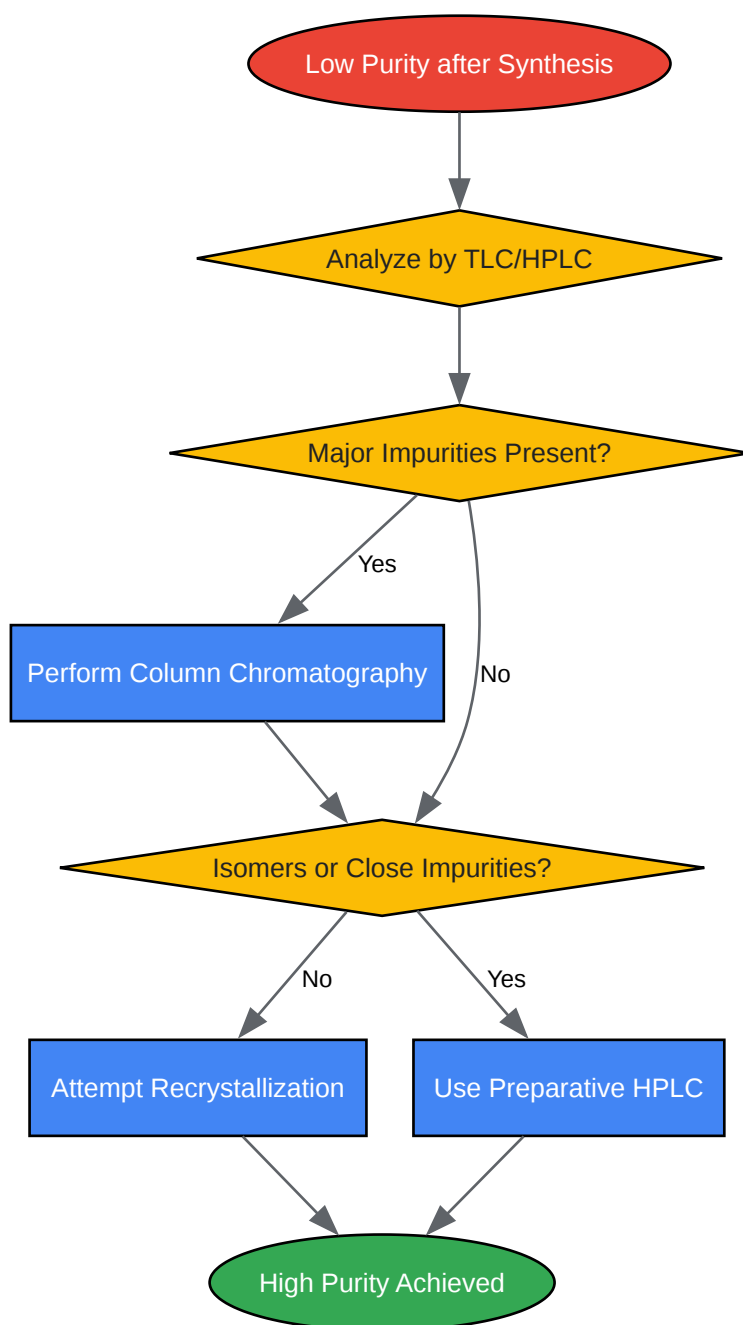 Low Purity after Synthesis
Analyze by TLC/HPLC
Major Impurities Present?
Yes
Perform Column Chromatography
No
Isomers or Close Impurities?
No
Yes
Attempt Recrystallization
Use Preparative HPLC
High Purity Achieved